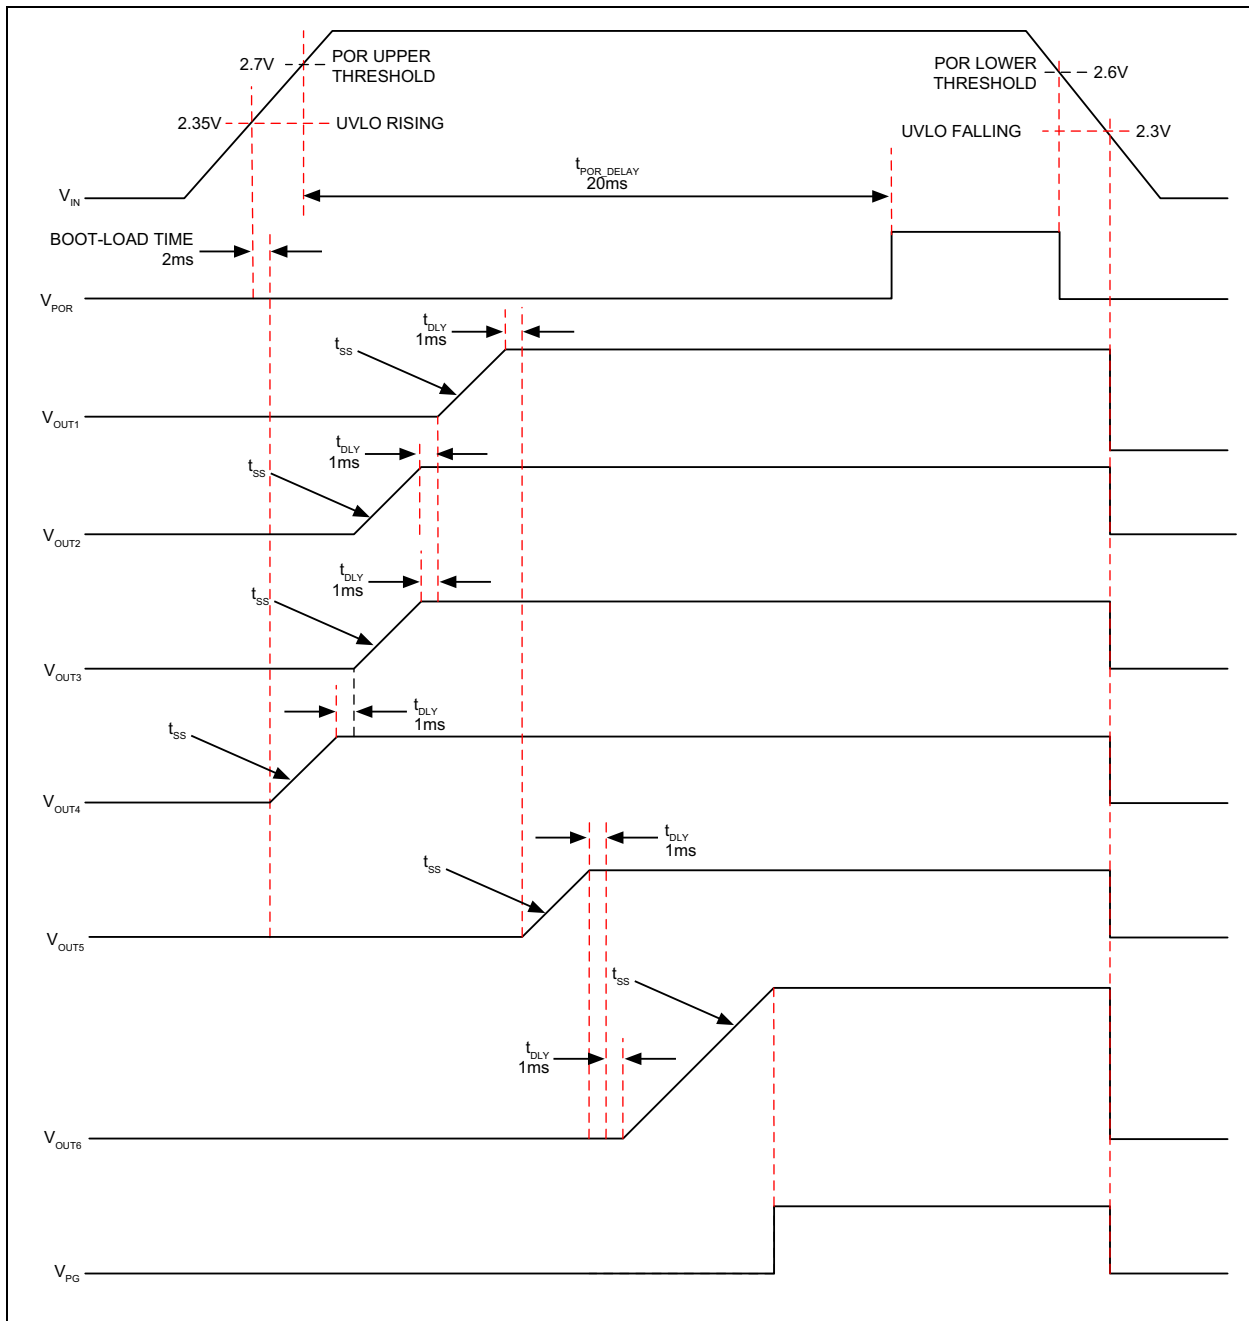 2.7V
POR UPPER
THRESHOLD
POR LOWER
THRESHOLD
2.6V
2.35V
UVLO RISING
UVLO FALLING
2.3V
tPOR_DELAY
20ms
VIN
BOOT-LOAD TIME
2ms
VPOR
tDLY
1ms
tSS
VOUT1
tDLY
1ms
tSS
VOUT2
tDLY
1ms
tSS
VOUT3
tDLY
1ms
tSS
VOUT4
tDLY
1ms
tSS
VOUT5
tSS
tDLY
1ms
VOUT6
VPG